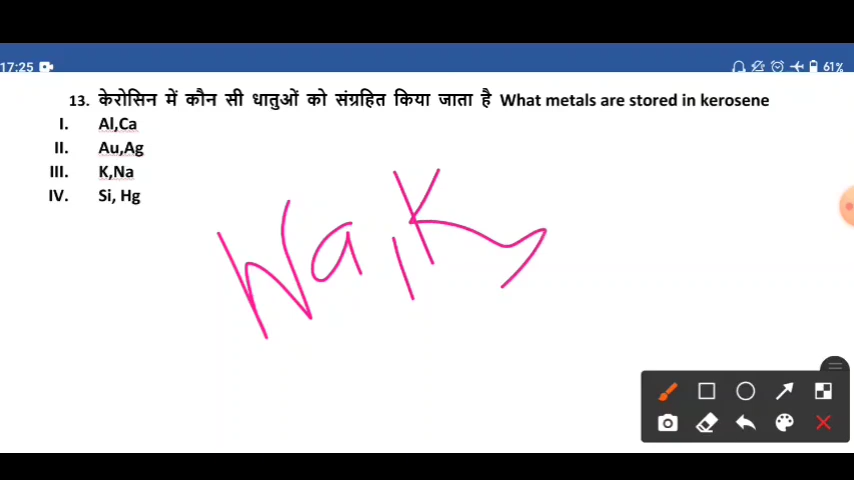 17:25 61%
13. केरोसिन में कौन सी धातुओं को संग्रहित किया जाता है What metals are stored in kerosene
I. Al,Ca
II. Au,Ag
III. K,Na
IV. Si, Hg
Na,K